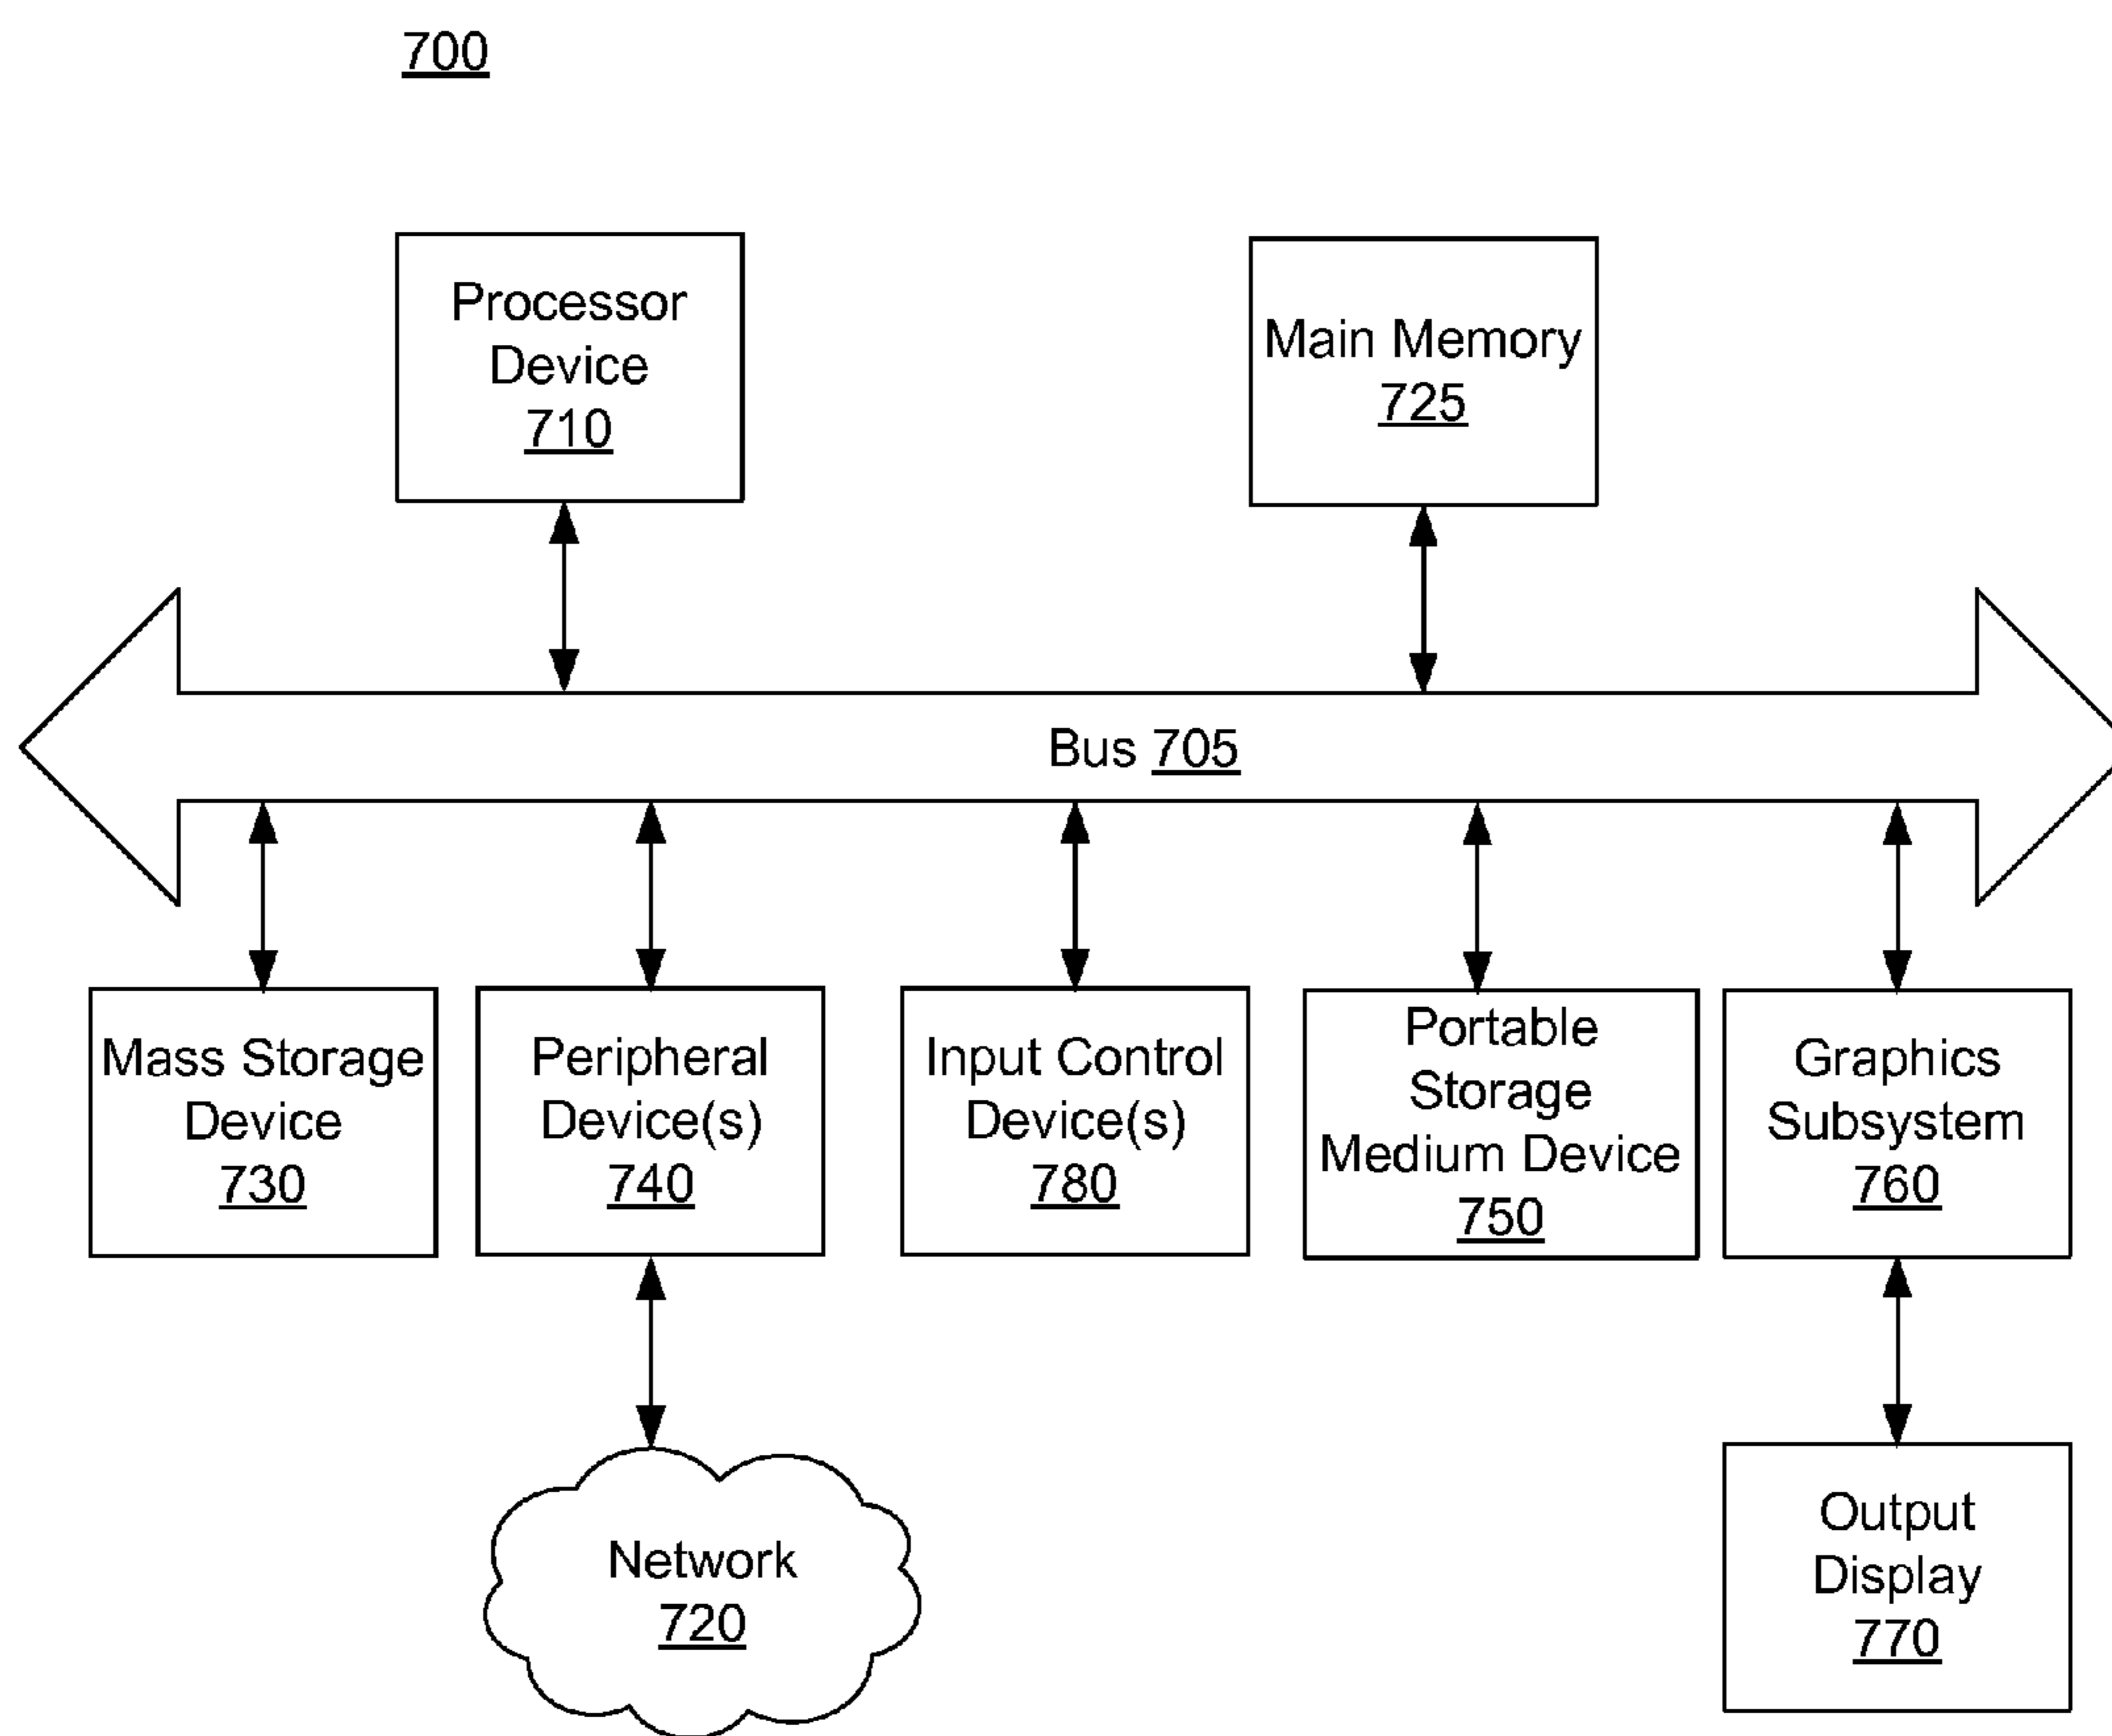 700
Processor
Device
710
Main Memory
725
Bus 705
Mass Storage
Device
730
Peripheral
Device(s)
740
Input Control
Device(s)
780
Portable
Storage
Medium Device
750
Graphics
Subsystem
760
Network
720
Output
Display
770